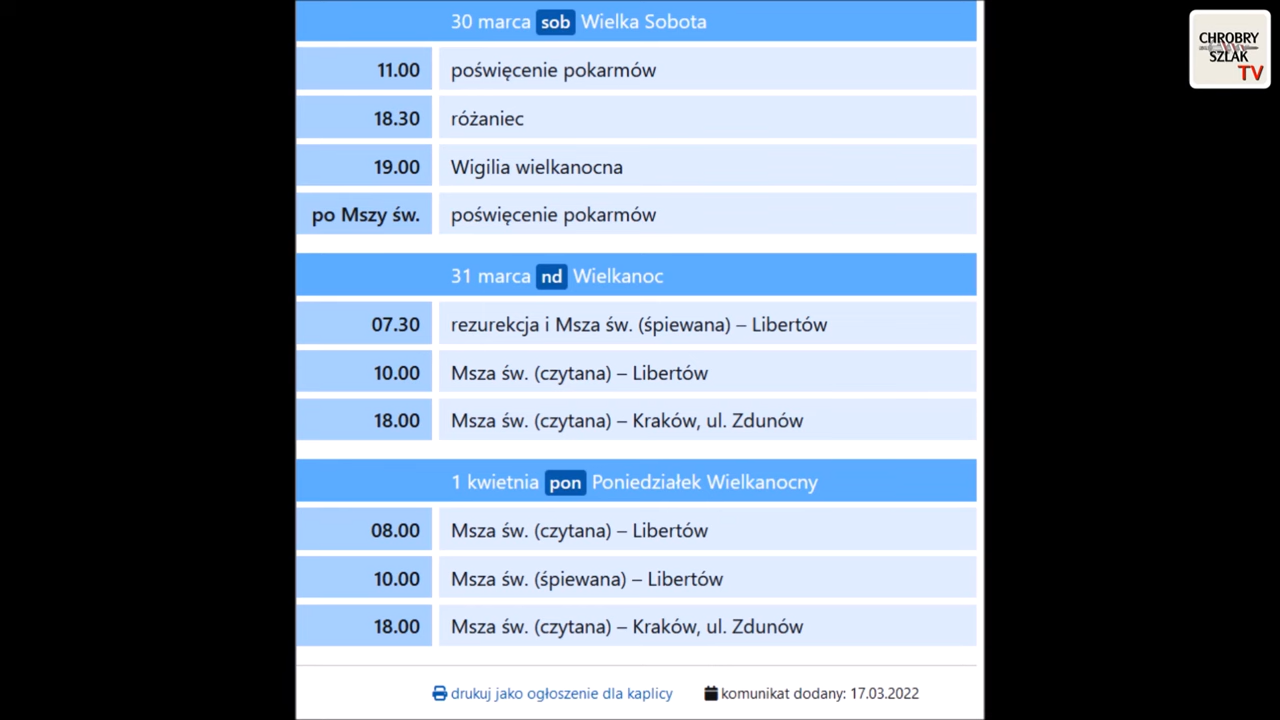 30 marca sob Wielka Sobota
11.00 poświęcenie pokarmów
18.30 różaniec
19.00 Wigilia wielkanocna
po Mszy św. poświęcenie pokarmów
31 marca nd Wielkanoc
07.30 rezurekcja i Msza św. (śpiewana) – Libertów
10.00 Msza św. (czytana) – Libertów
18.00 Msza św. (czytana) – Kraków, ul. Zdunów
1 kwietnia pon Poniedziałek Wielkanocny
08.00 Msza św. (czytana) – Libertów
10.00 Msza św. (śpiewana) – Libertów
18.00 Msza św. (czytana) – Kraków, ul. Zdunów
drukuj jako ogłoszenie dla kaplicy komunikat dodany: 17.03.2022
CHROBRY
SZLAK
TV